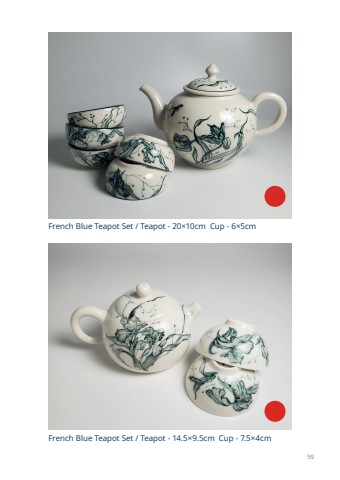 French Blue Teapot Set / Teapot - 20×10cm  Cup - 6×5cm
French Blue Teapot Set / Teapot - 14.5×9.5cm  Cup - 7.5×4cm
59